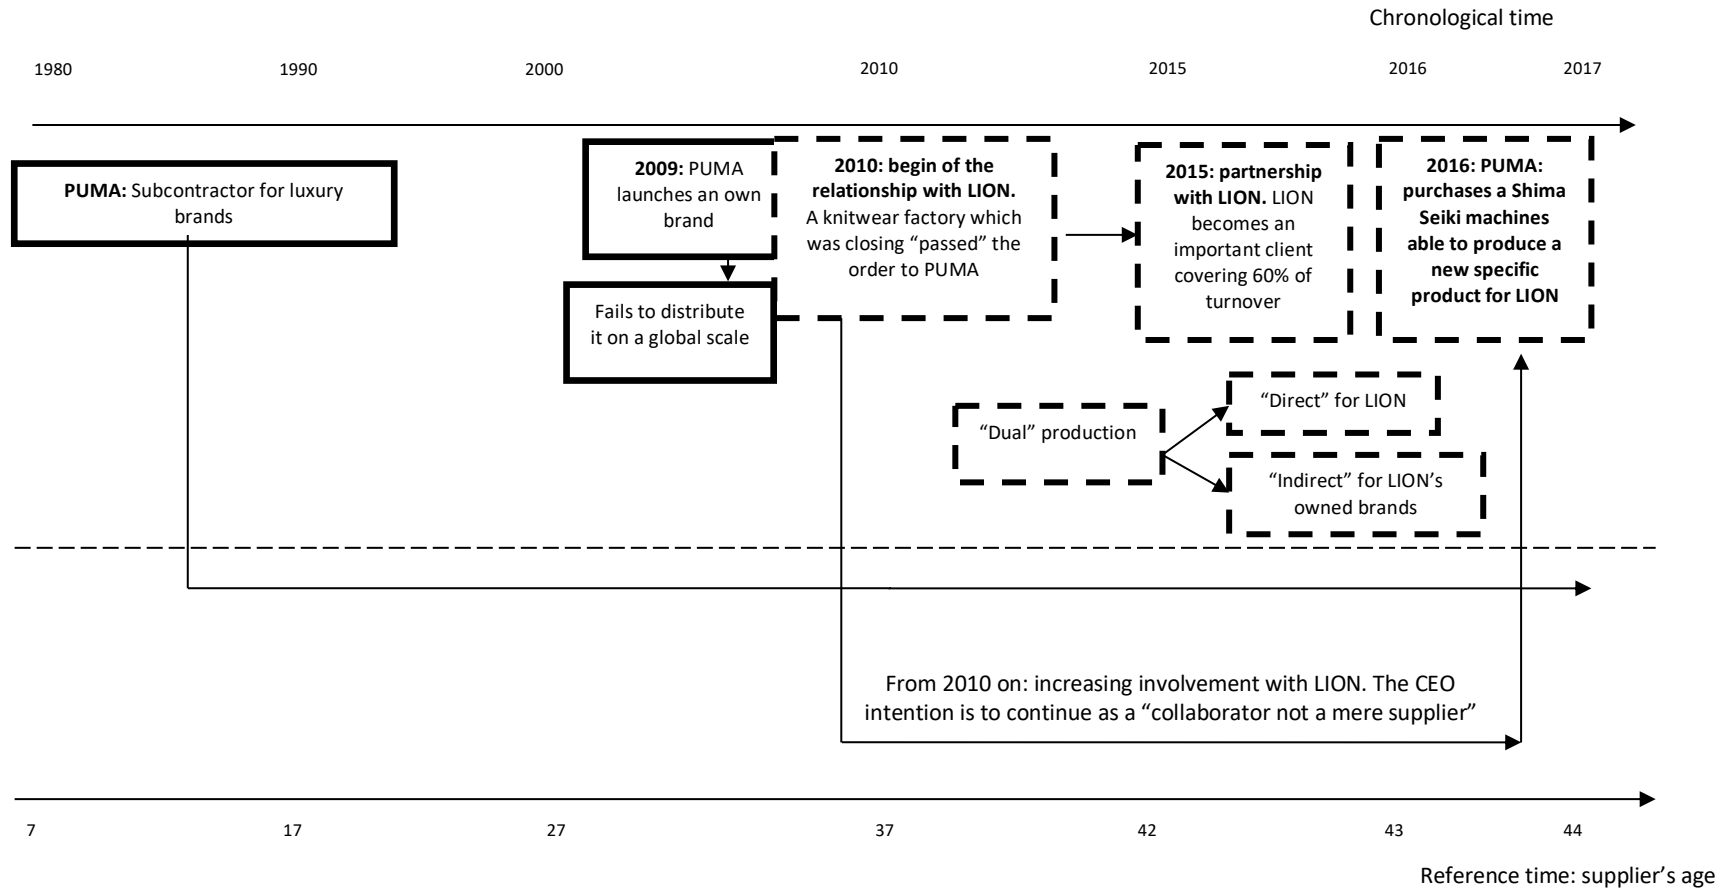 Chronological time
1980 1990 2000 2010 2015 2016 2017
PUMA: Subcontractor for luxury
brands
2009: PUMA
launches an own
brand
Fails to distribute
it on a global scale
2010: begin of the
relationship with LION.
A knitwear factory which
was closing “passed” the
order to PUMA
2015: partnership
with LION. LION
becomes an
important client
covering 60% of
turnover
2016: PUMA:
purchases a Shima
Seiki machines
able to produce a
new specific
product for LION
“Dual” production
“Direct” for LION
“Indirect” for LION’s
owned brands
From 2010 on: increasing involvement with LION. The CEO
intention is to continue as a “collaborator not a mere supplier”
7 17 27 37 42 43 44
Reference time: supplier’s age